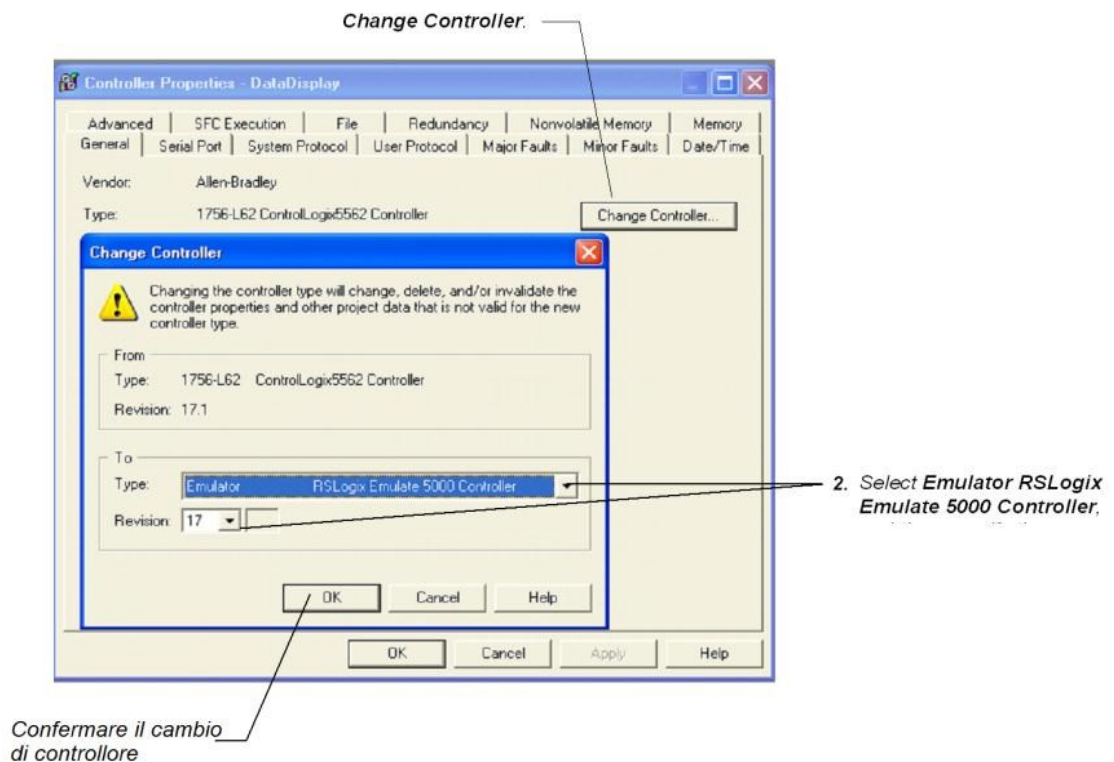 Change Controller.
Controller Properties - DataDisplay
Advanced SFC Execution File Redundancy Nonvolatile Memory Memory
General Serial Port System Protocol User Protocol Major Faults Minor Faults Date/Time
Vendor: Allen-Bradley
Type: 1756-L62 ControlLogix5562 Controller Change Controller...
Change Controller
Changing the controller type will change, delete, and/or invalidate the
controller properties and other project data that is not valid for the new
controller type.
From
Type: 1756-L62 ControlLogix5562 Controller
Revision: 17.1
To
Type: Emulator RSLogix Emulate 5000 Controller
Revision: 17
OK Cancel Help
OK Cancel Apply Help
2. Select Emulator RSLogix
Emulate 5000 Controller,
Confermare il cambio
di controllore